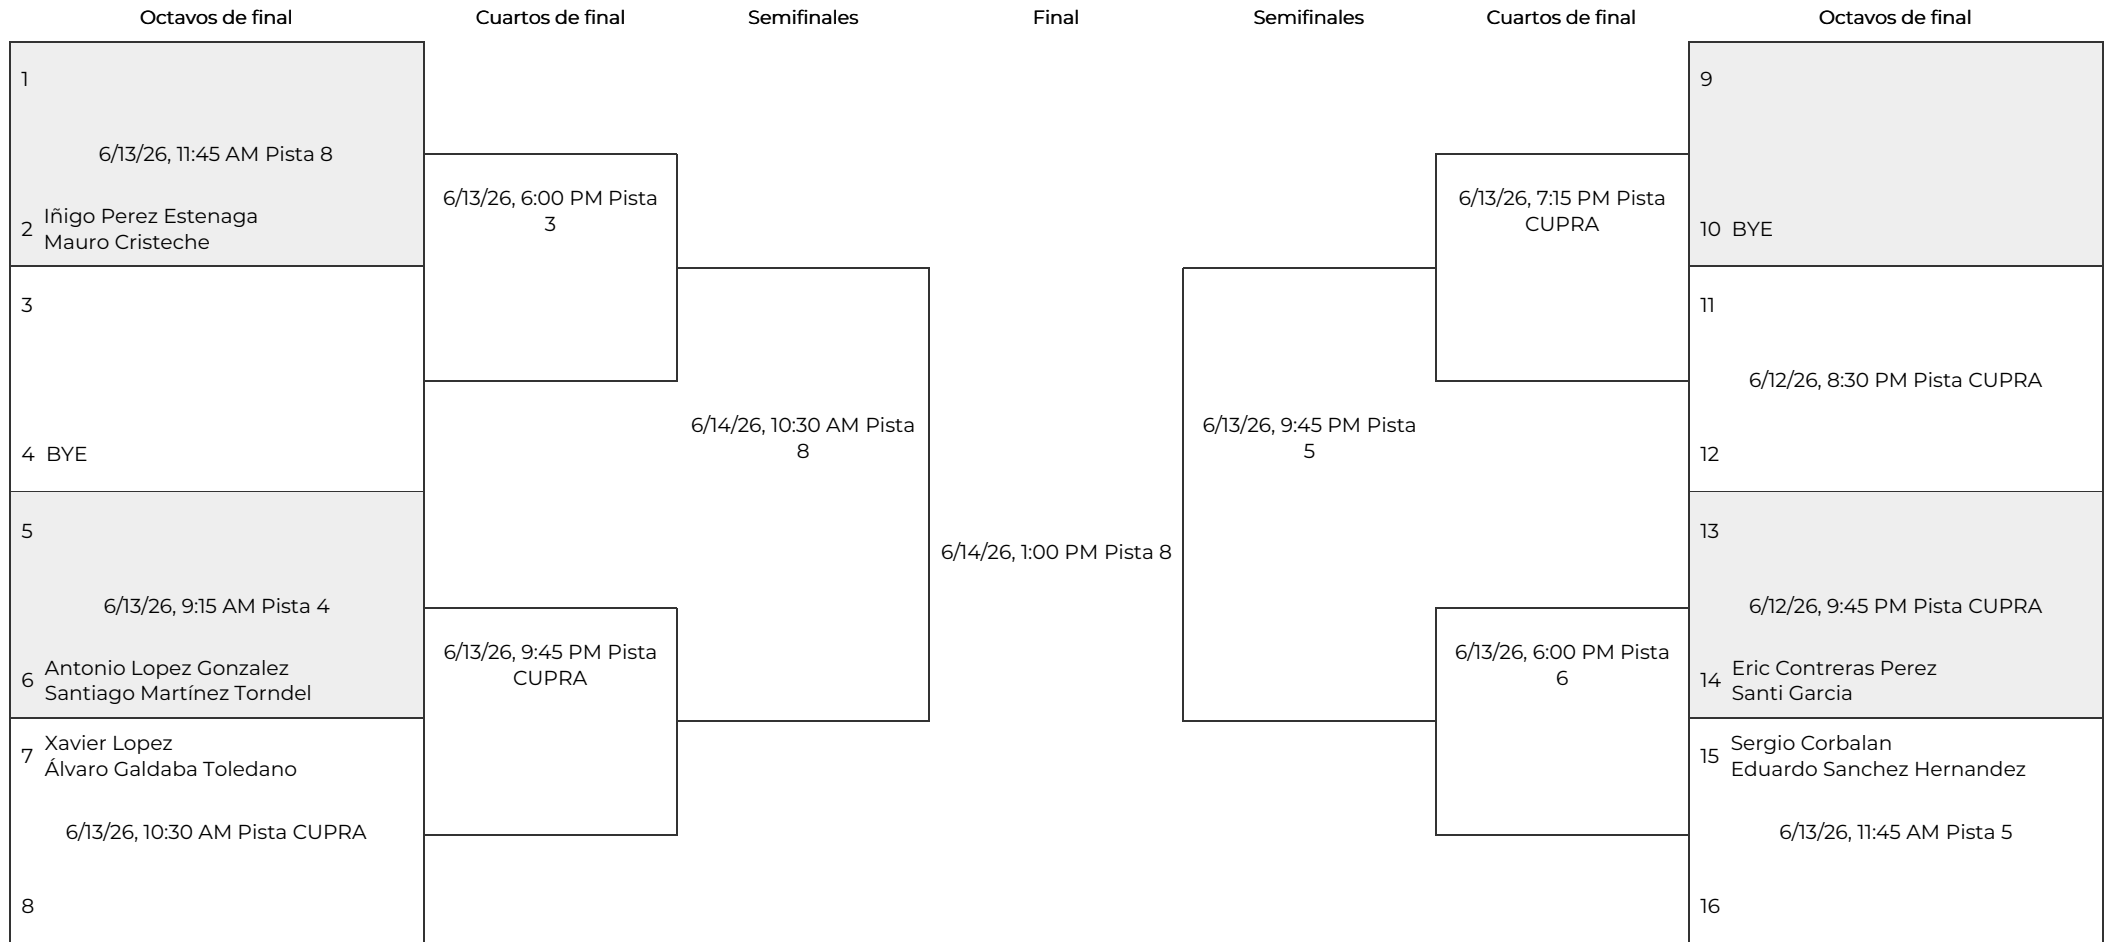 Octavos de final
Cuartos de final
Semifinales
Final
Semifinales
Cuartos de final
Octavos de final
1
6/13/26, 11:45 AM Pista 8
2
Iñigo Perez Estenaga
Mauro Cristeche
3
4 BYE
5
6/13/26, 9:15 AM Pista 4
6
Antonio Lopez Gonzalez
Santiago Martínez Torndel
7
Xavier Lopez
Álvaro Galdaba Toledano
6/13/26, 10:30 AM Pista CUPRA
8
6/13/26, 6:00 PM Pista
3
6/13/26, 9:45 PM Pista
CUPRA
6/14/26, 10:30 AM Pista
8
6/14/26, 1:00 PM Pista 8
6/13/26, 9:45 PM Pista
5
6/13/26, 7:15 PM Pista
CUPRA
6/13/26, 6:00 PM Pista
6
9
10 BYE
11
6/12/26, 8:30 PM Pista CUPRA
12
13
6/12/26, 9:45 PM Pista CUPRA
14
Eric Contreras Perez
Santi Garcia
15
Sergio Corbalan
Eduardo Sanchez Hernandez
6/13/26, 11:45 AM Pista 5
16